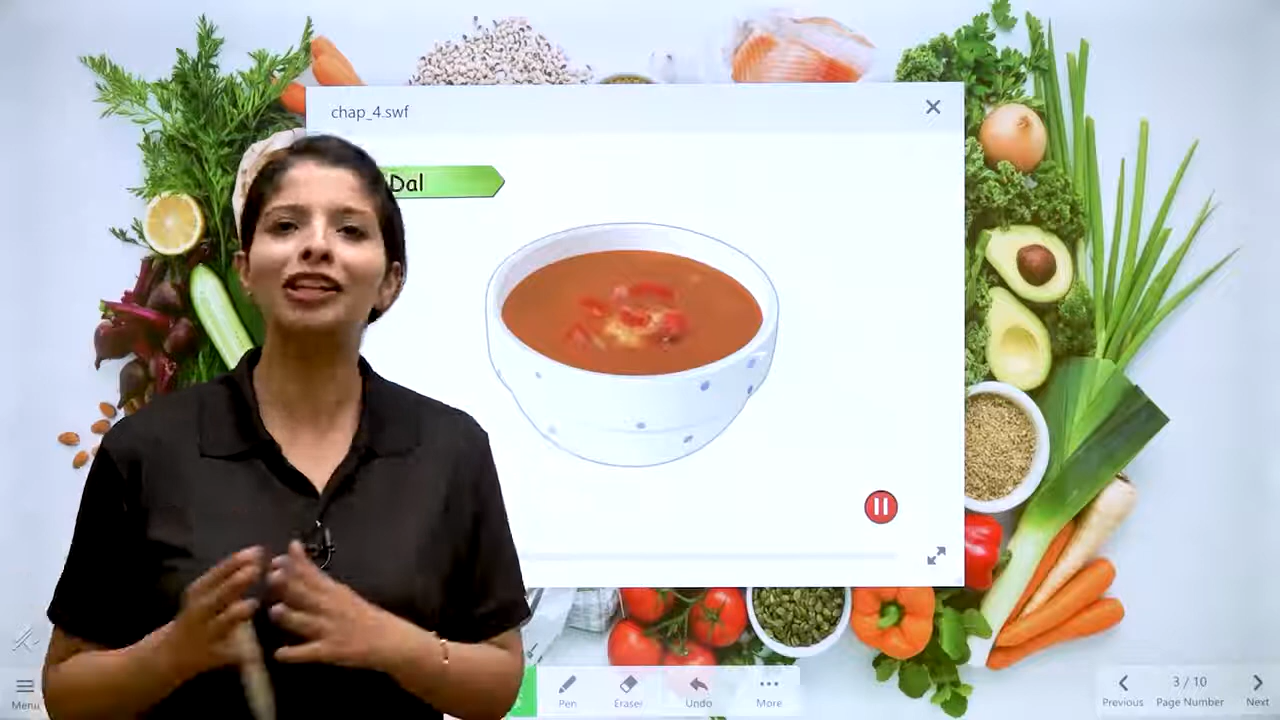 chap_4.swf
Dal
Menu
Pen
Eraser
Undo
More
3 / 10
Previous
Page Number
Next